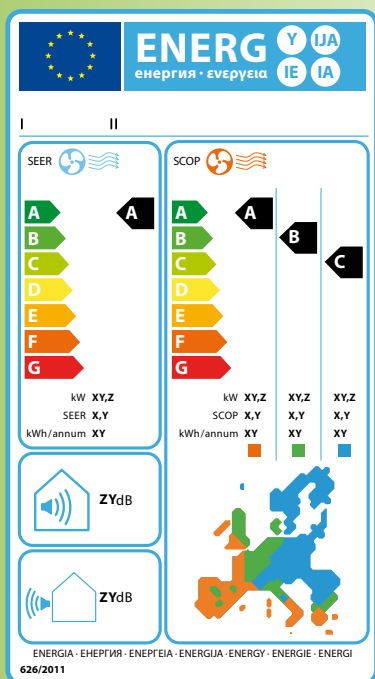 ENERG Y IJA
енергия · ενεργεια IE IA
I II
SEER
A A
B
C
D
E
F
G
kW XY,Z
SEER X,Y
kWh/annum XY
SCOP
A A
B B
C C
D
E
F
G
kW XY,Z XY,Z XY,Z
SCOP X,Y X,Y X,Y
kWh/annum XY XY XY
ZYdB
ZYdB
ENERGIA · ЕНЕРГИЯ · ΕΝΕΡΓΕΙΑ · ENERGIJA · ENERGY · ENERGIE · ENERGI
626/2011